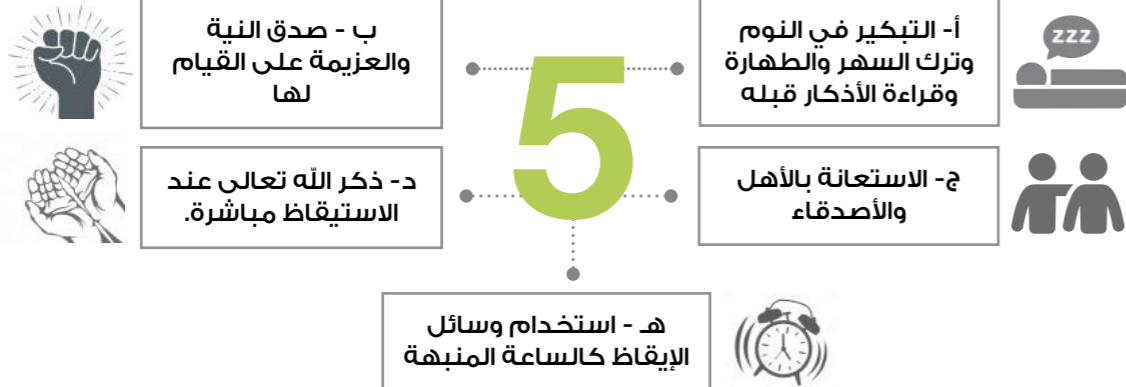 أ- التبكير في النوم
وترك السهر والطهارة
وقراءة الأذكار قبله
zzz
ب - صدق النية
والعزيمة على القيام
لها
5
ج- الاستعانة بالأهل
والأصدقاء
د- ذكر الله تعالى عند
الاستيقاظ مباشرة.
هـ - استخدام وسائل
الإيقاظ كالساعة المنبهة